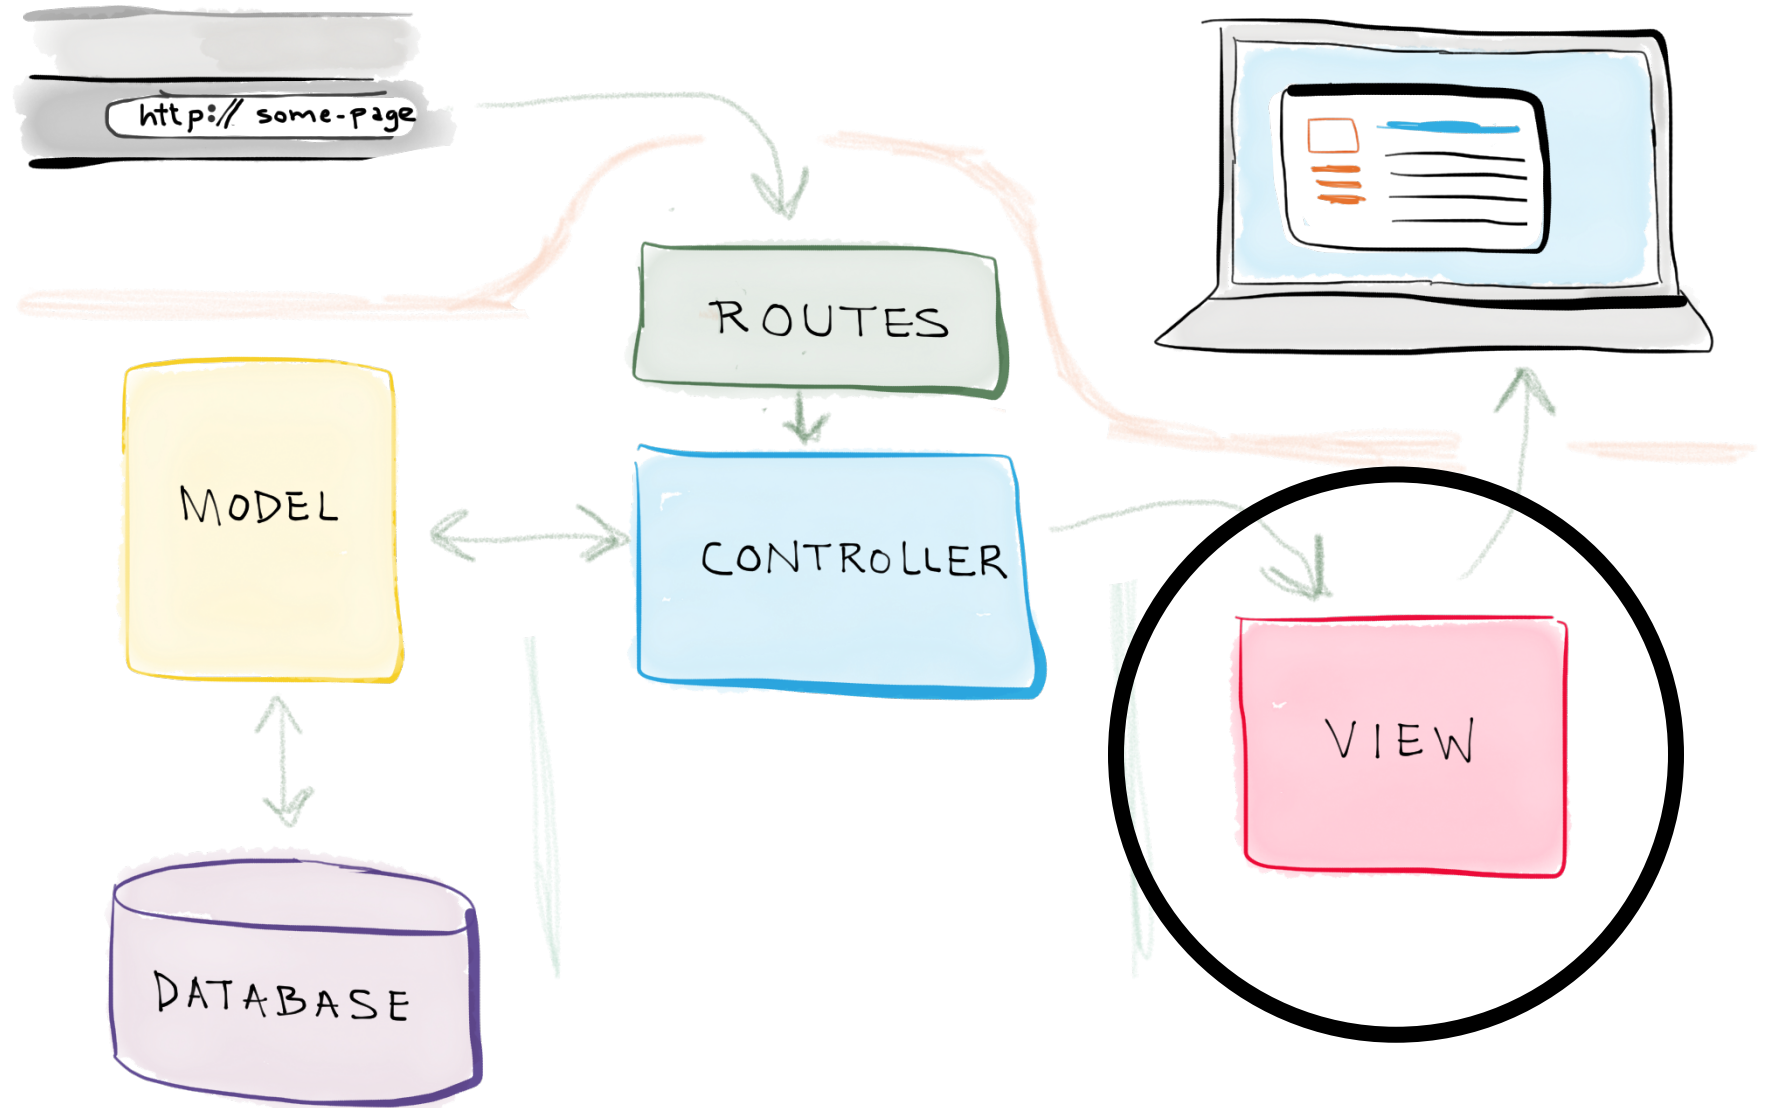 http:// some-page
ROUTES
MODEL
CONTROLLER
VIEW
DATABASE